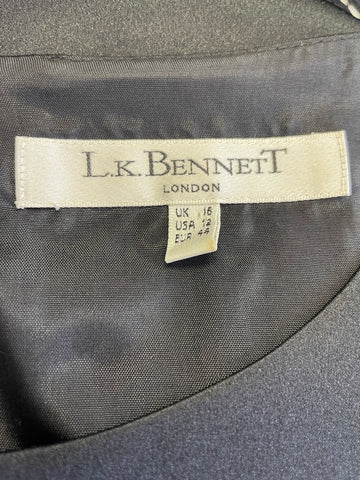 L.K.BENNETT
LONDON
UK 16
USA 12
EUR 44